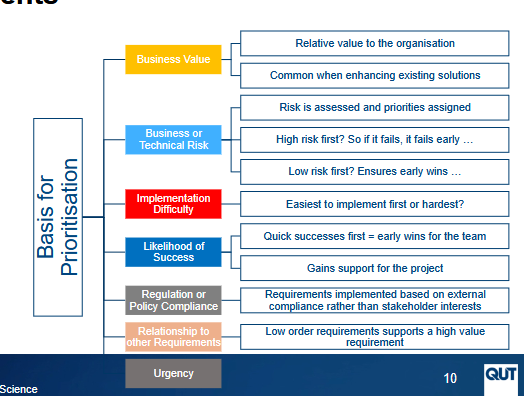 Basis for
Prioritisation
Business Value
Relative value to the organisation
Common when enhancing existing solutions
Business or
Technical Risk
Risk is assessed and priorities assigned
High risk first? So if it fails, it fails early …
Low risk first? Ensures early wins …
Implementation
Difficulty
Easiest to implement first or hardest?
Likelihood of
Success
Quick successes first = early wins for the team
Gains support for the project
Regulation or
Policy Compliance
Requirements implemented based on external
compliance rather than stakeholder interests
Relationship to
other Requirements
Low order requirements supports a high value
requirement
Urgency
10
QUT
Science